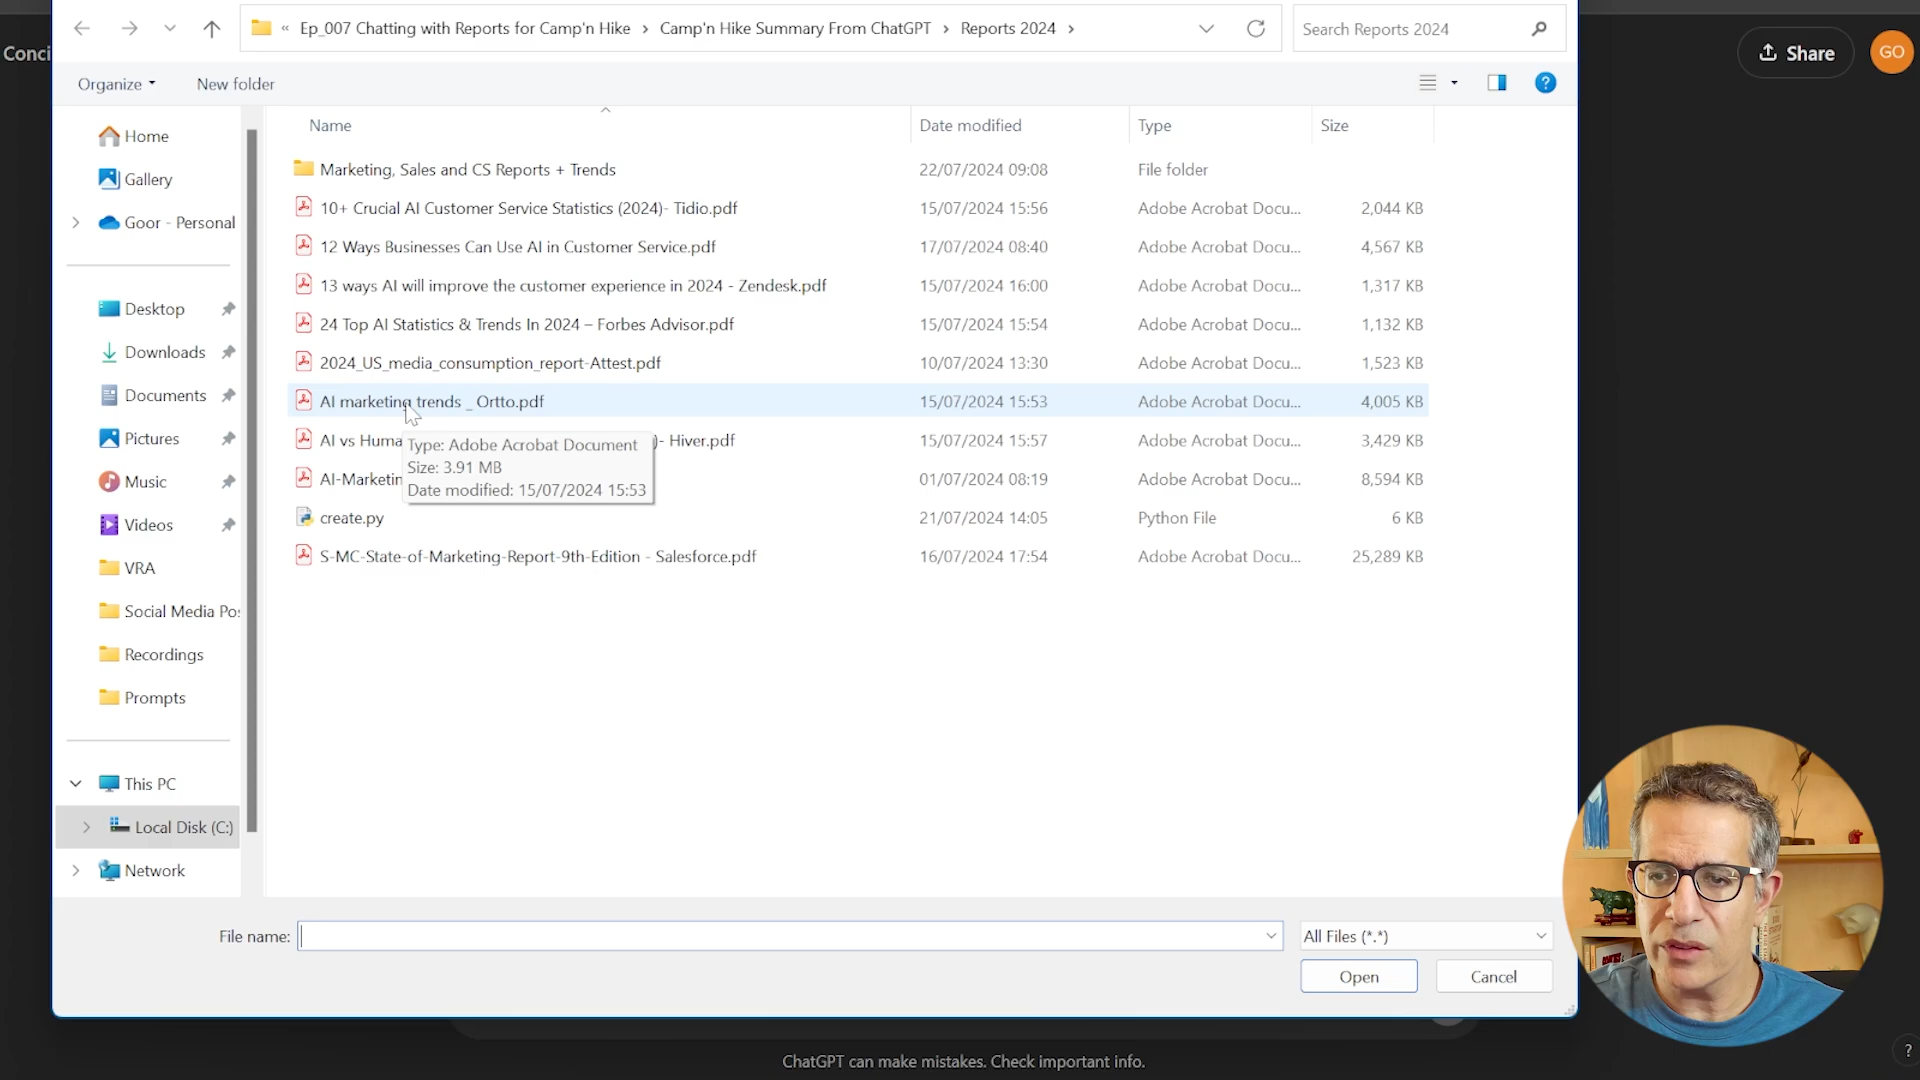 « Ep_007 Chatting with Reports for Camp'n Hike › Camp'n Hike Summary From ChatGPT › Reports 2024 ›
Search Reports 2024
Conci
Share
GO
Organize
New folder
?
Name
Date modified
Type
Size
Home
Gallery
Goor - Personal
Desktop
Downloads
Documents
Pictures
Music
Videos
VRA
Social Media Pos
Recordings
Prompts
This PC
Local Disk (C:)
Network
Marketing, Sales and CS Reports + Trends 22/07/2024 09:08 File folder
10+ Crucial AI Customer Service Statistics (2024)- Tidio.pdf 15/07/2024 15:56 Adobe Acrobat Docu... 2,044 KB
12 Ways Businesses Can Use AI in Customer Service.pdf 17/07/2024 08:40 Adobe Acrobat Docu... 4,567 KB
13 ways AI will improve the customer experience in 2024 - Zendesk.pdf 15/07/2024 16:00 Adobe Acrobat Docu... 1,317 KB
24 Top AI Statistics & Trends In 2024 – Forbes Advisor.pdf 15/07/2024 15:54 Adobe Acrobat Docu... 1,132 KB
2024_US_media_consumption_report-Attest.pdf 10/07/2024 13:30 Adobe Acrobat Docu... 1,523 KB
AI marketing trends _ Ortto.pdf 15/07/2024 15:53 Adobe Acrobat Docu... 4,005 KB
AI vs Huma )- Hiver.pdf 15/07/2024 15:57 Adobe Acrobat Docu... 3,429 KB
AI-Marketin 01/07/2024 08:19 Adobe Acrobat Docu... 8,594 KB
create.py 21/07/2024 14:05 Python File 6 KB
S-MC-State-of-Marketing-Report-9th-Edition - Salesforce.pdf 16/07/2024 17:54 Adobe Acrobat Docu... 25,289 KB
Type: Adobe Acrobat Document
Size: 3.91 MB
Date modified: 15/07/2024 15:53
File name:
All Files (*.*)
Open
Cancel
ChatGPT can make mistakes. Check important info.
?